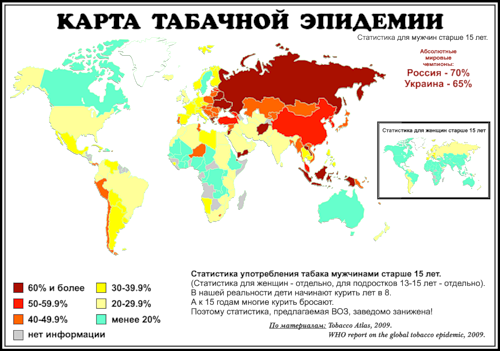 КАРТА ТАБАЧНОЙ ЭПИДЕМИИ
Статистика для мужчин старше 15 лет.
Абсолютные
мировые
чемпионы:
Россия - 70%
Украина - 65%
Статистика для женщин старше 15 лет
60% и более
50-59.9%
40-49.9%
нет информации
30-39.9%
20-29.9%
менее 20%
Статистика употребления табака мужчинами старше 15 лет.
(Статистика для женщин - отдельно, для подростков 13-15 лет - отдельно).
В нашей реальности дети начинают курить лет в 8.
А к 15 годам многие курить бросают.
Поэтому статистика, предлагаемая ВОЗ, заведомо занижена!
По материалам: Tobacco Atlas, 2009.
WHO report on the global tobacco epidemic, 2009.